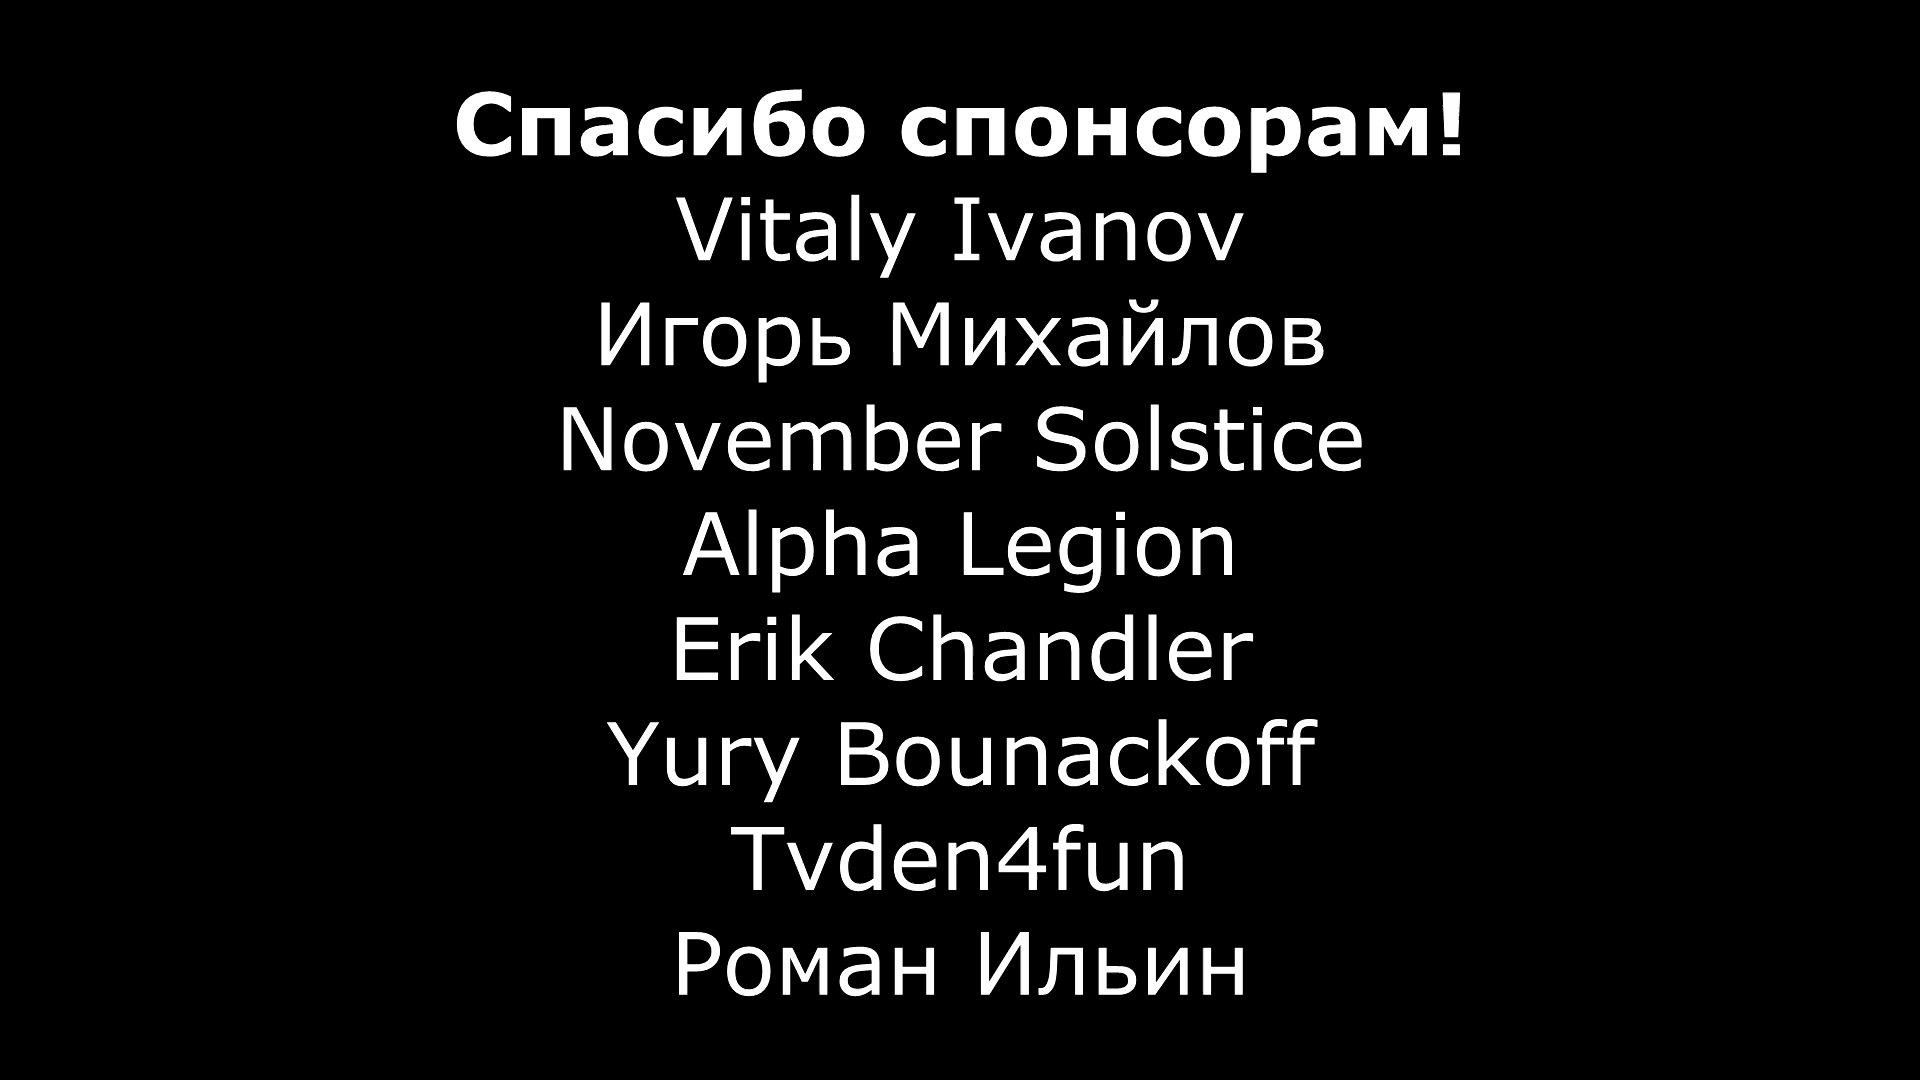 Спасибо спонсорам!
Vitaly Ivanov
Игорь Михайлов
November Solstice
Alpha Legion
Erik Chandler
Yury Bounackoff
Tvden4fun
Роман Ильин